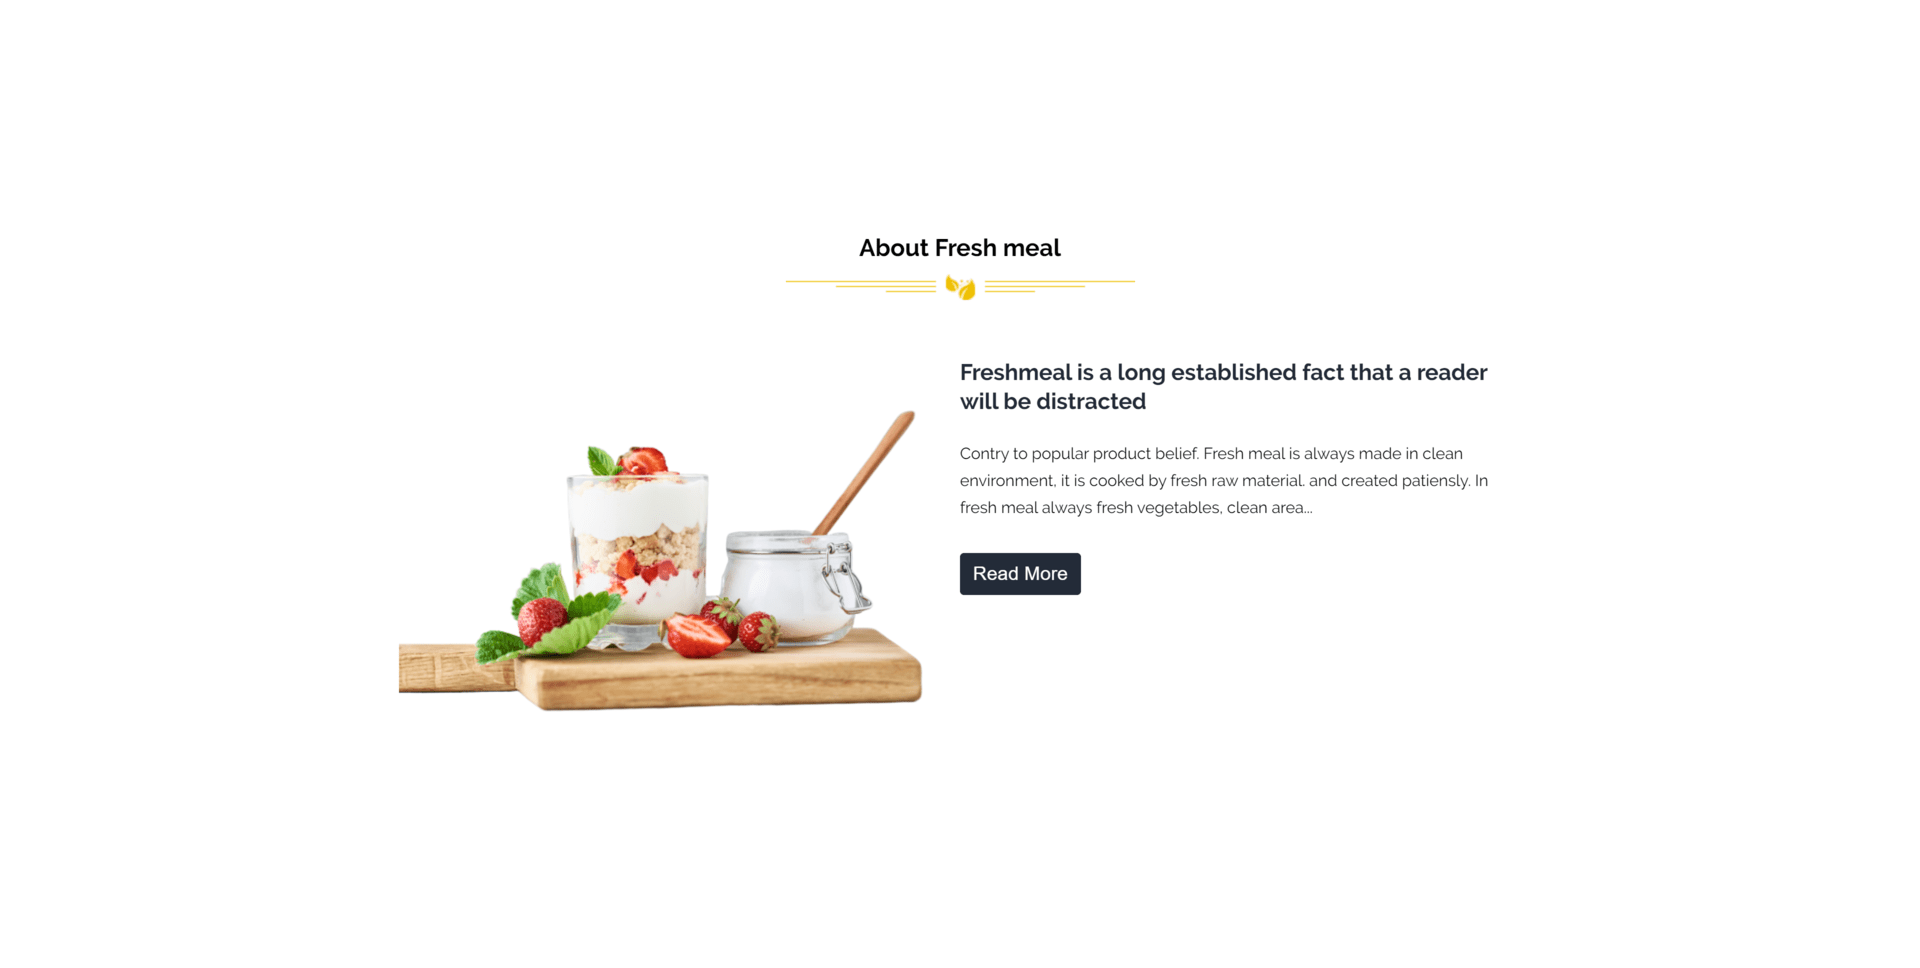 About Fresh meal
Freshmeal is a long established fact that a reader
will be distracted
Contry to popular product belief. Fresh meal is always made in clean
environment, it is cooked by fresh raw material. and created patiensly. In
fresh meal always fresh vegetables, clean area...
Read More